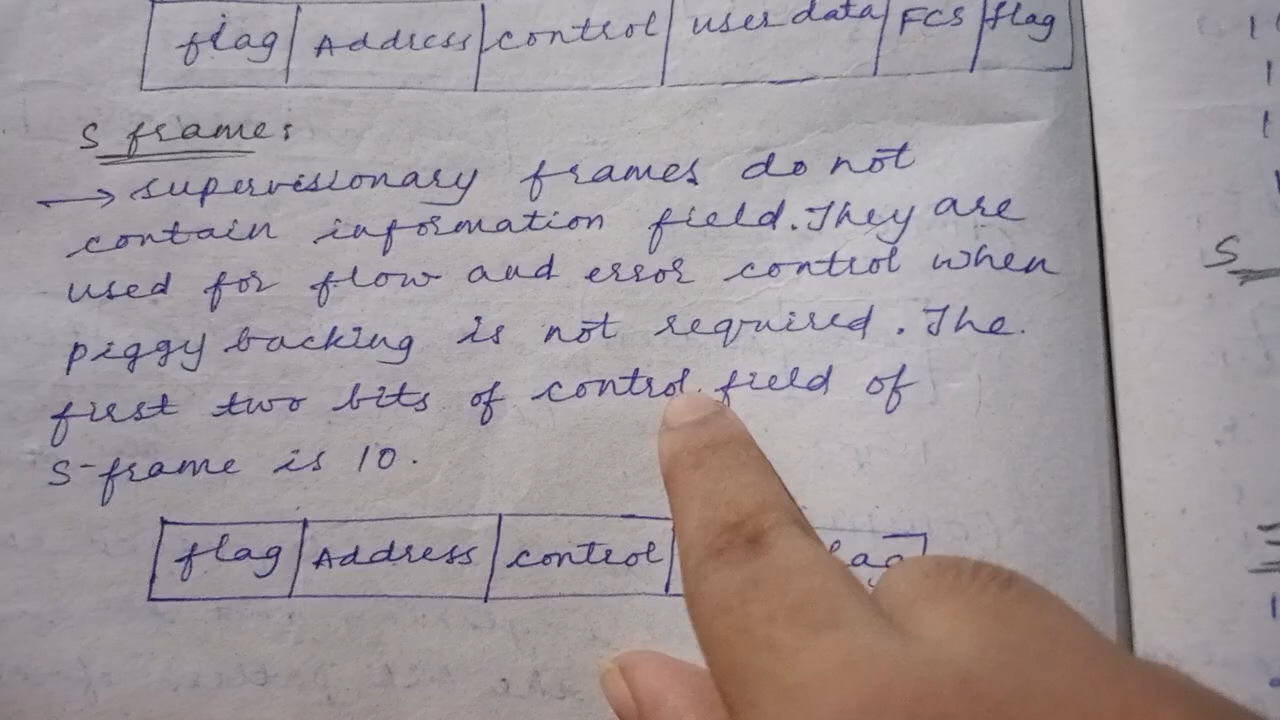 flag Address control user data FCS flag
S frame:
→ supervisionary frames do not
contain information field. They are
used for flow and error control when
piggy backing is not required. The
first two bits of control field of
S-frame is 10.
flag Address control
S